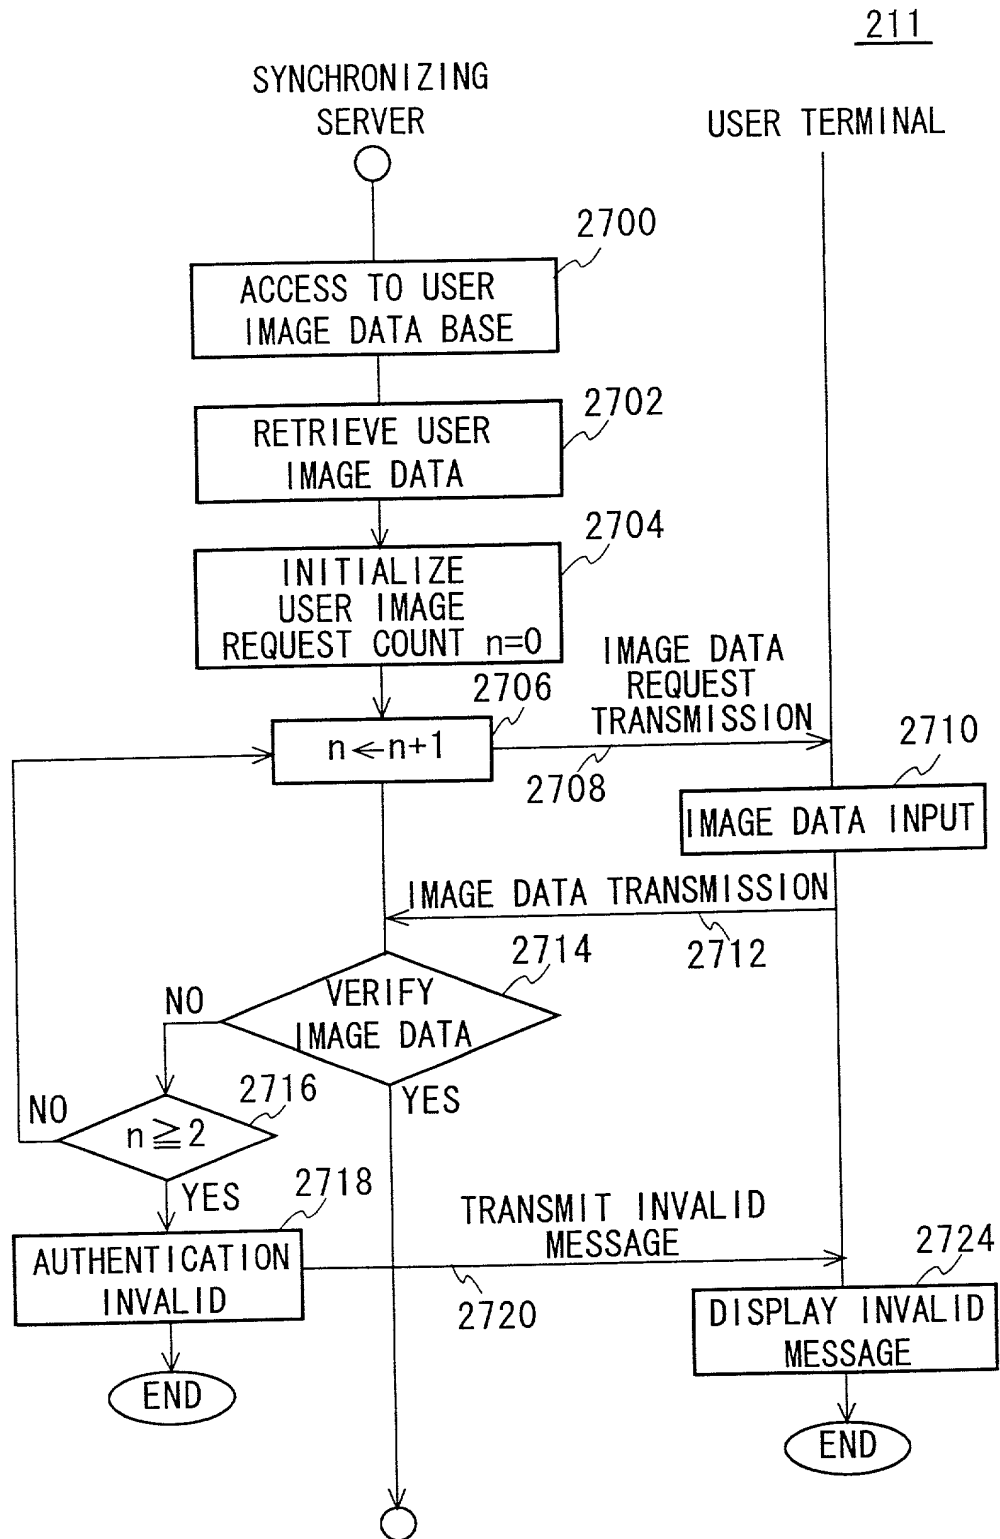 211
SYNCHRONIZING
SERVER
USER TERMINAL
2700
ACCESS TO USER
IMAGE DATA BASE
2702
RETRIEVE USER
IMAGE DATA
2704
INITIALIZE
USER IMAGE
REQUEST COUNT n=0
IMAGE DATA
REQUEST
TRANSMISSION
2706
n←n+1
2708
2710
IMAGE DATA INPUT
IMAGE DATA TRANSMISSION
2712
2714
VERIFY
IMAGE DATA
NO
YES
2716
NO
n≧2
YES
2718
TRANSMIT INVALID
MESSAGE
AUTHENTICATION
INVALID
2720
2724
DISPLAY INVALID
MESSAGE
END
END